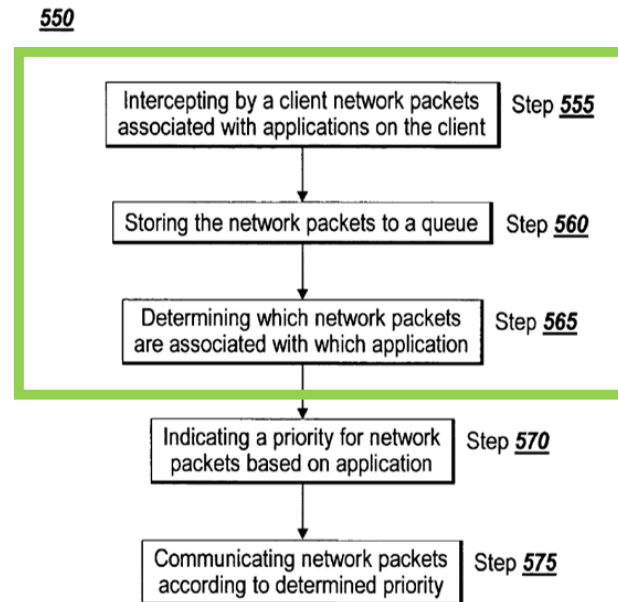 550
Intercepting by a client network packets
associated with applications on the client
Step 555
Storing the network packets to a queue
Step 560
Determining which network packets
are associated with which application
Step 565
Indicating a priority for network
packets based on application
Step 570
Communicating network packets
according to determined priority
Step 575